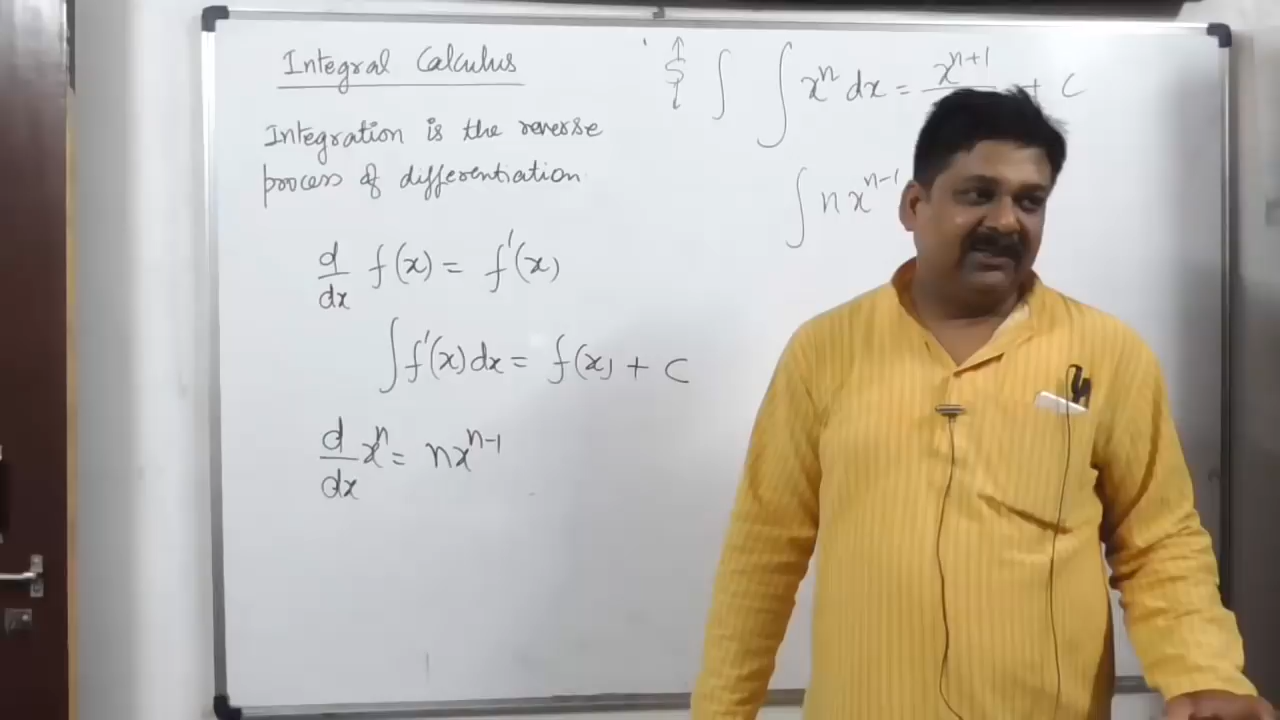 Integral Calculus
Integration is the reverse
process of differentiation
d/dx f(x) = f'(x)
∫f'(x)dx = f(x) + c
d/dx xⁿ = nxⁿ⁻¹
∫ ∫ xⁿ dx = xⁿ⁺¹ + c
∫ n xⁿ⁻¹